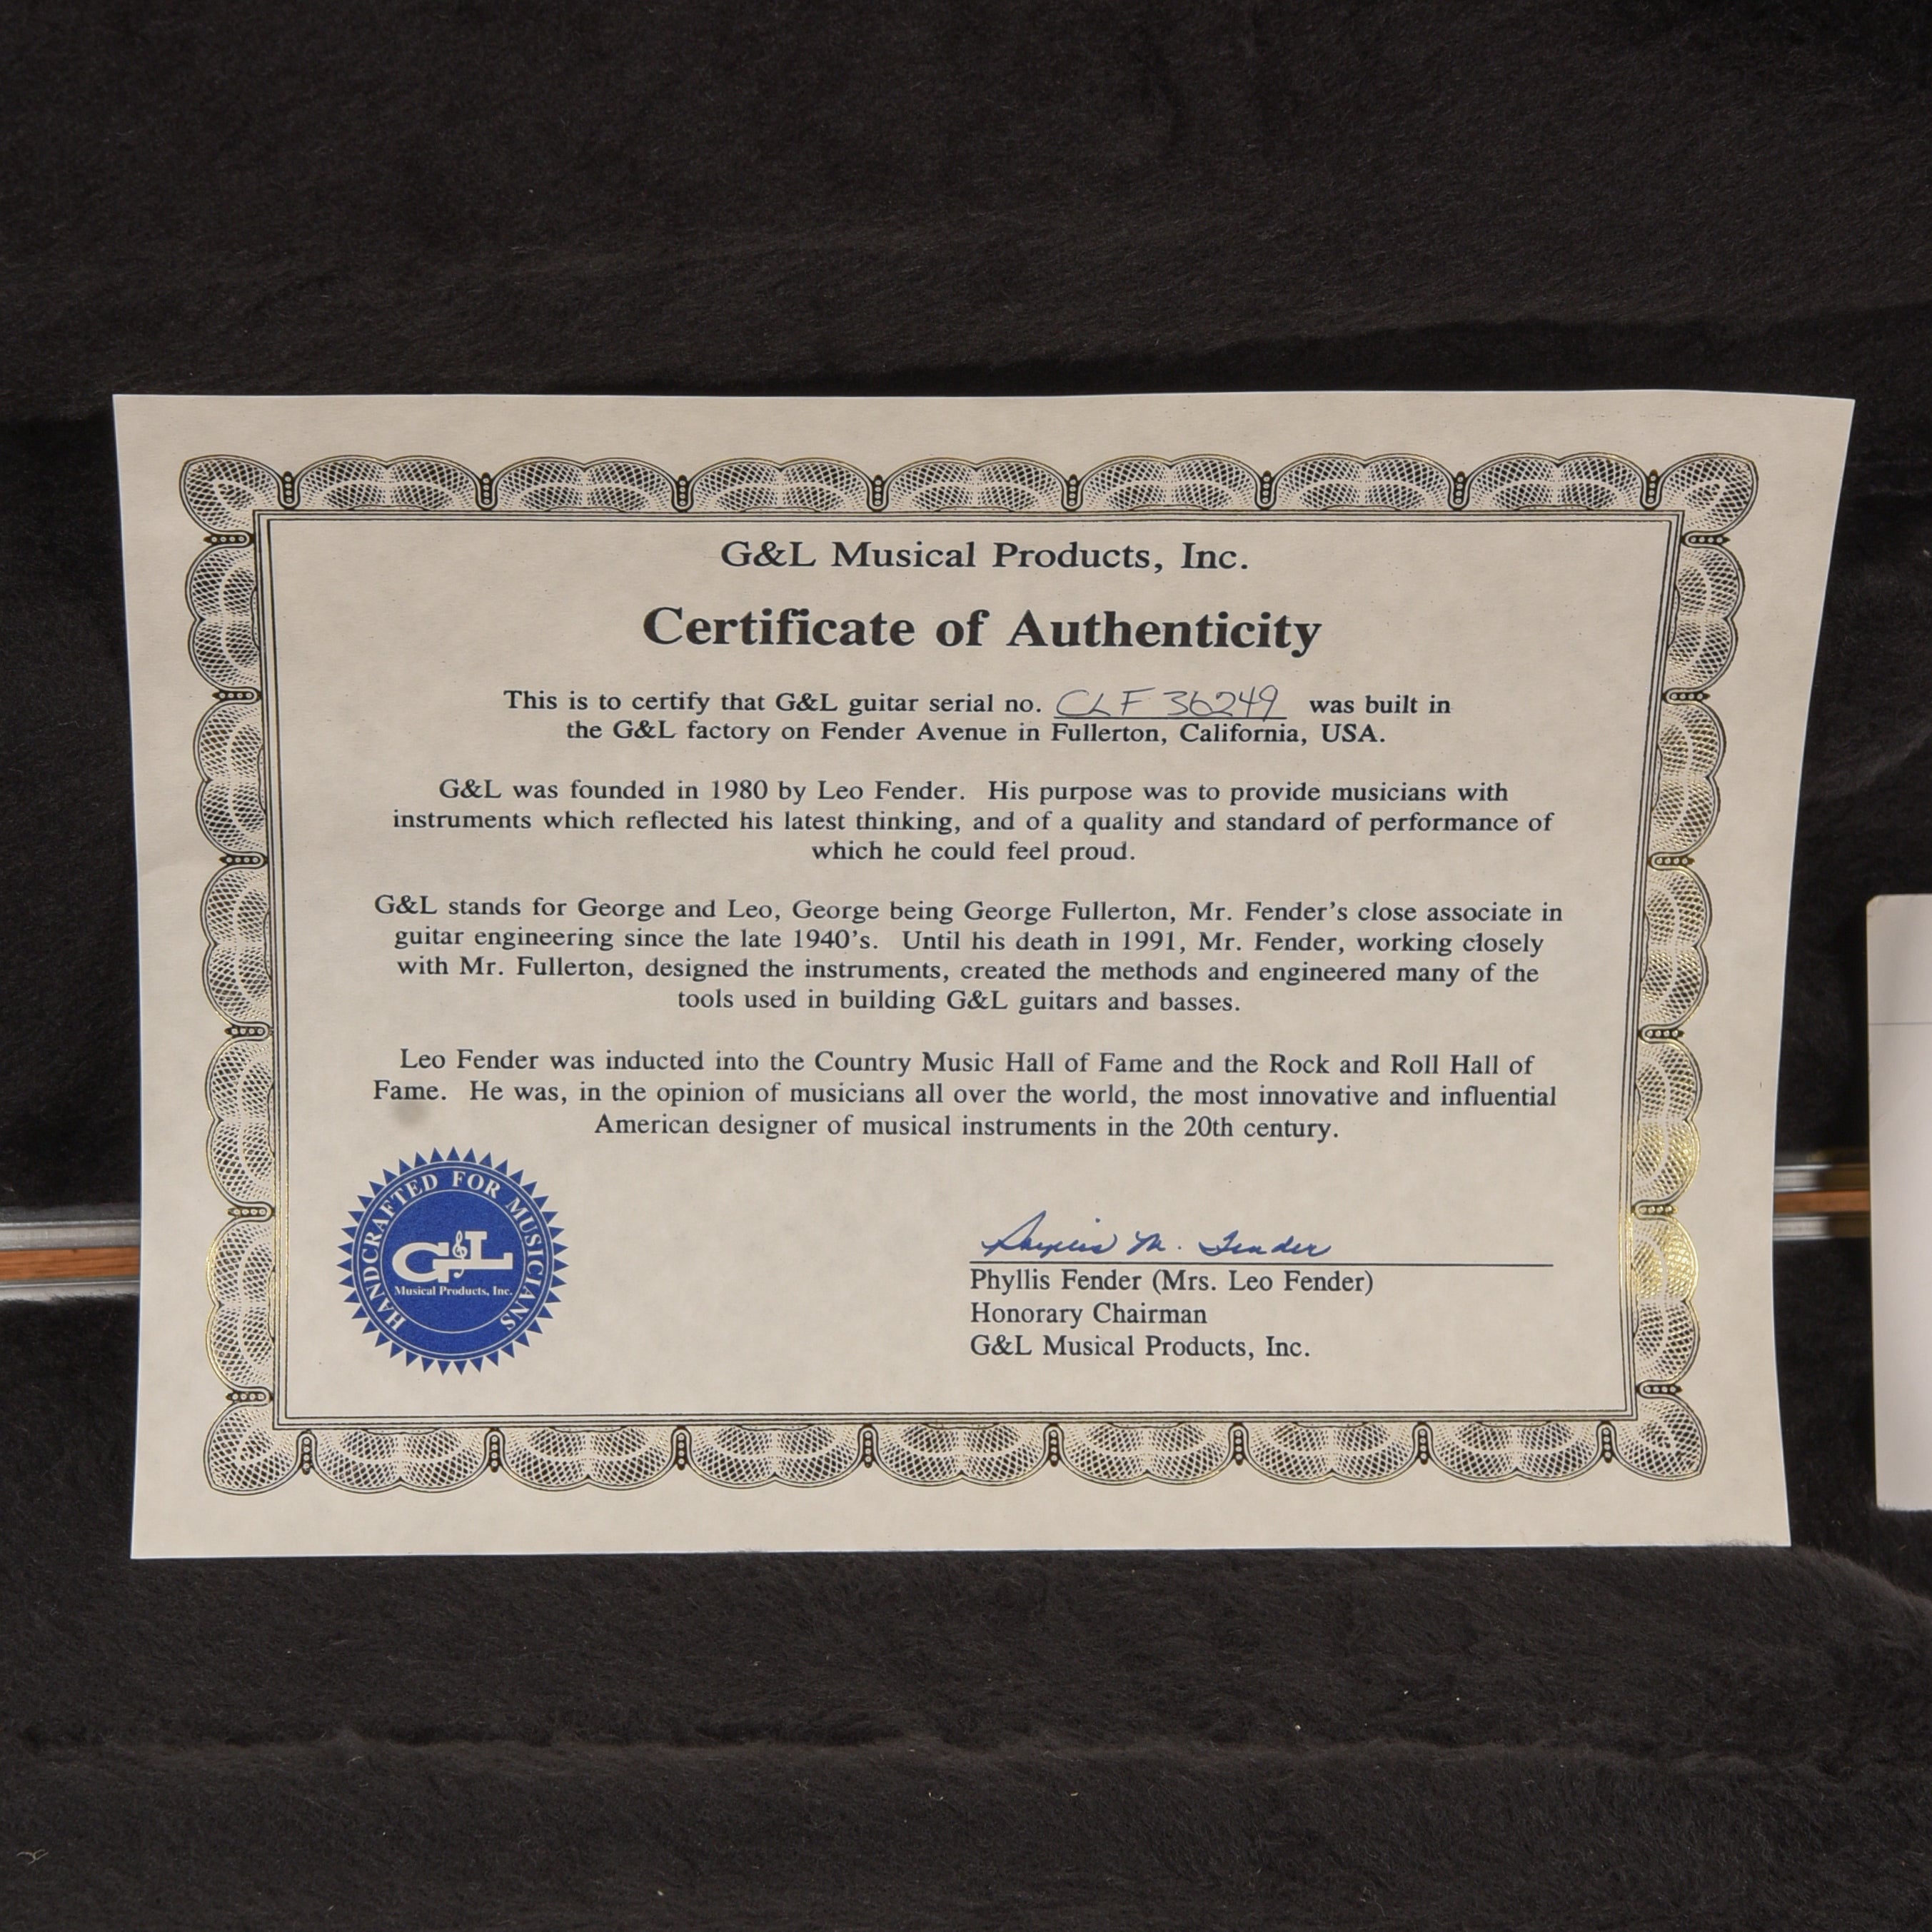 G&L Musical Products, Inc.
Certificate of Authenticity
This is to certify that G&L guitar serial no. CLF 36249 was built in
the G&L factory on Fender Avenue in Fullerton, California, USA.
G&L was founded in 1980 by Leo Fender. His purpose was to provide musicians with
instruments which reflected his latest thinking, and of a quality and standard of performance of
which he could feel proud.
G&L stands for George and Leo, George being George Fullerton, Mr. Fender's close associate in
guitar engineering since the late 1940's. Until his death in 1991, Mr. Fender, working closely
with Mr. Fullerton, designed the instruments, created the methods and engineered many of the
tools used in building G&L guitars and basses.
Leo Fender was inducted into the Country Music Hall of Fame and the Rock and Roll Hall of
Fame. He was, in the opinion of musicians all over the world, the most innovative and influential
American designer of musical instruments in the 20th century.
HANDCRAFTED FOR MUSICIANS
G&L
Musical Products, Inc.
Phyllis M. Fender
Phyllis Fender (Mrs. Leo Fender)
Honorary Chairman
G&L Musical Products, Inc.